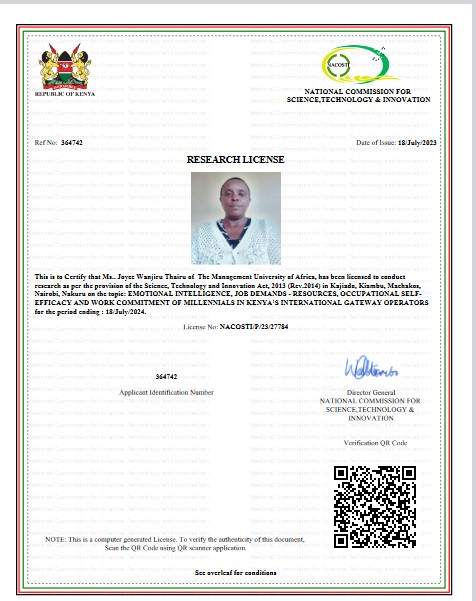 REPUBLIC OF KENYA
NACOSTI
NATIONAL COMMISSION FOR
SCIENCE,TECHNOLOGY & INNOVATION
Ref No: 364742
Date of Issue: 18/July/2023
RESEARCH LICENSE
This is to Certify that Ms.. Joyce Wanjiru Thairu of The Management University of Africa, has been licensed to conduct
research as per the provision of the Science, Technology and Innovation Act, 2013 (Rev.2014) in Kajiado, Kiambu, Machakos,
Nairobi, Nakuru on the topic: EMOTIONAL INTELLIGENCE, JOB DEMANDS - RESOURCES, OCCUPATIONAL SELF-
EFFICACY AND WORK COMMITMENT OF MILLENNIALS IN KENYA'S INTERNATIONAL GATEWAY OPERATORS
for the period ending : 18/July/2024.
License No: NACOSTI/P/23/27784
364742
Applicant Identification Number
Director General
NATIONAL COMMISSION FOR
SCIENCE,TECHNOLOGY &
INNOVATION
Verification QR Code
NOTE: This is a computer generated License. To verify the authenticity of this document,
Scan the QR Code using QR scanner application.
See overleaf for conditions